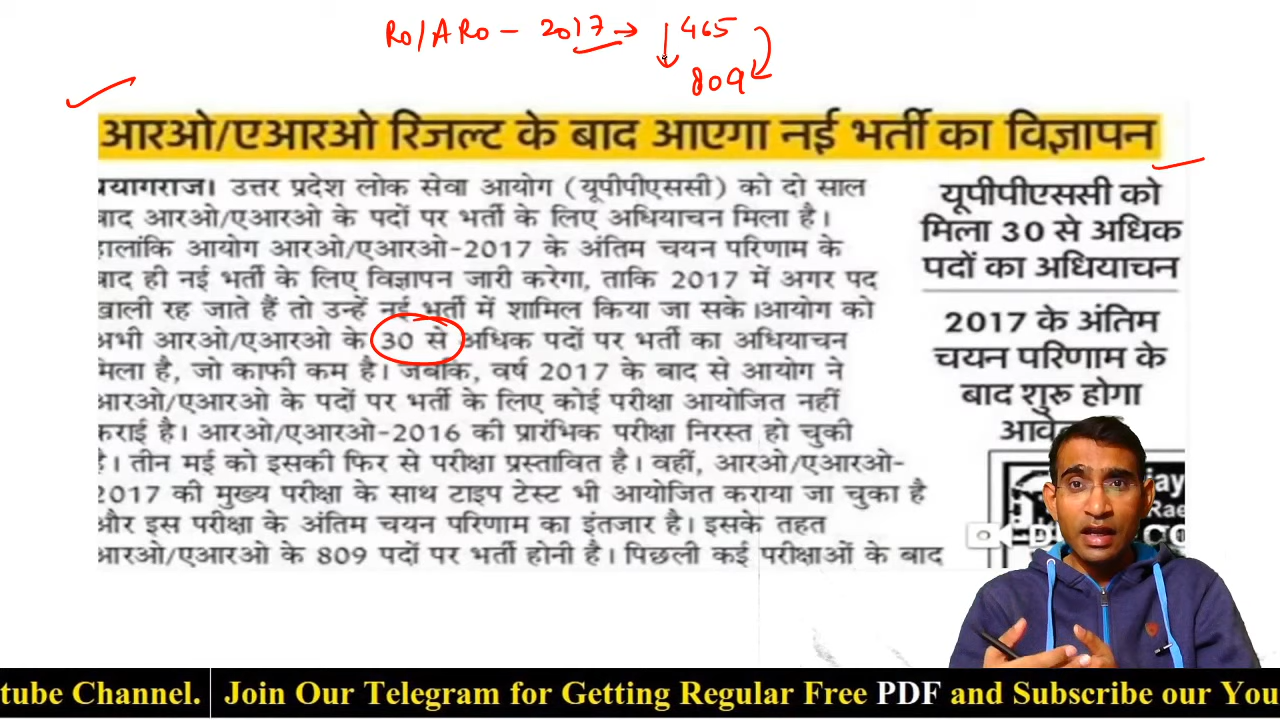 RO/ARO - 2017 → 465
809
आरओ/एआरओ रिजल्ट के बाद आएगा नई भर्ती का विज्ञापन
प्रयागराज। उत्तर प्रदेश लोक सेवा आयोग (यूपीपीएससी) को दो साल
बाद आरओ/एआरओ के पदों पर भर्ती के लिए अधियाचन मिला है।
हालांकि आयोग आरओ/एआरओ-2017 के अंतिम चयन परिणाम के
बाद ही नई भर्ती के लिए विज्ञापन जारी करेगा, ताकि 2017 में अगर पद
खाली रह जाते हैं तो उन्हें नई भर्ती में शामिल किया जा सके।आयोग को
अभी आरओ/एआरओ के 30 से अधिक पदों पर भर्ती का अधियाचन
मिला है, जो काफी कम है। जबकि, वर्ष 2017 के बाद से आयोग ने
आरओ/एआरओ के पदों पर भर्ती के लिए कोई परीक्षा आयोजित नहीं
कराई है। आरओ/एआरओ-2016 की प्रारंभिक परीक्षा निरस्त हो चुकी
है। तीन मई को इसकी फिर से परीक्षा प्रस्तावित है। वहीं, आरओ/एआरओ-
2017 की मुख्य परीक्षा के साथ टाइप टेस्ट भी आयोजित कराया जा चुका है
और इस परीक्षा के अंतिम चयन परिणाम का इंतजार है। इसके तहत
आरओ/एआरओ के 809 पदों पर भर्ती होनी है। पिछली कई परीक्षाओं के बाद
यूपीपीएससी को
मिला 30 से अधिक
पदों का अधियाचन
2017 के अंतिम
चयन परिणाम के
बाद शुरू होगा
tube Channel. Join Our Telegram for Getting Regular Free PDF and Subscribe our You